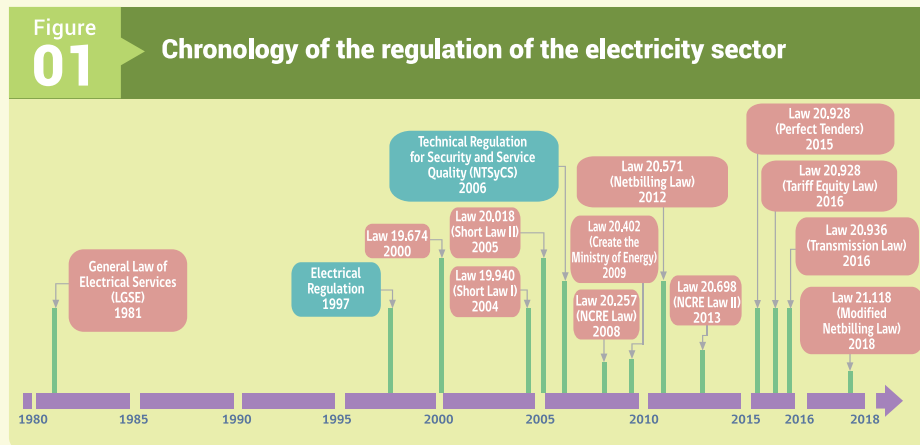 Figure
01
Chronology of the regulation of the electricity sector
General Law of
Electrical Services
(LGSE)
1981
Electrical
Regulation
1997
Law 19.674
2000
Technical Regulation
for Security and Service
Quality (NTSyCS)
2006
Law 20,018
(Short Law II)
2005
Law 19,940
(Short Law I)
2004
Law 20,571
(Netbilling Law)
2012
Law 20,402
(Create the
Ministry of Energy)
2009
Law 20,257
(NCRE Law)
2008
Law 20,698
(NCRE Law II)
2013
Law 20,928
(Perfect Tenders)
2015
Law 20,928
(Tariff Equity Law)
2016
Law 20,936
(Transmission Law)
2016
Law 21,118
(Modified
Netbilling Law)
2018
1980 1985 1990 1995 2000 2005 2010 2015 2016 2018